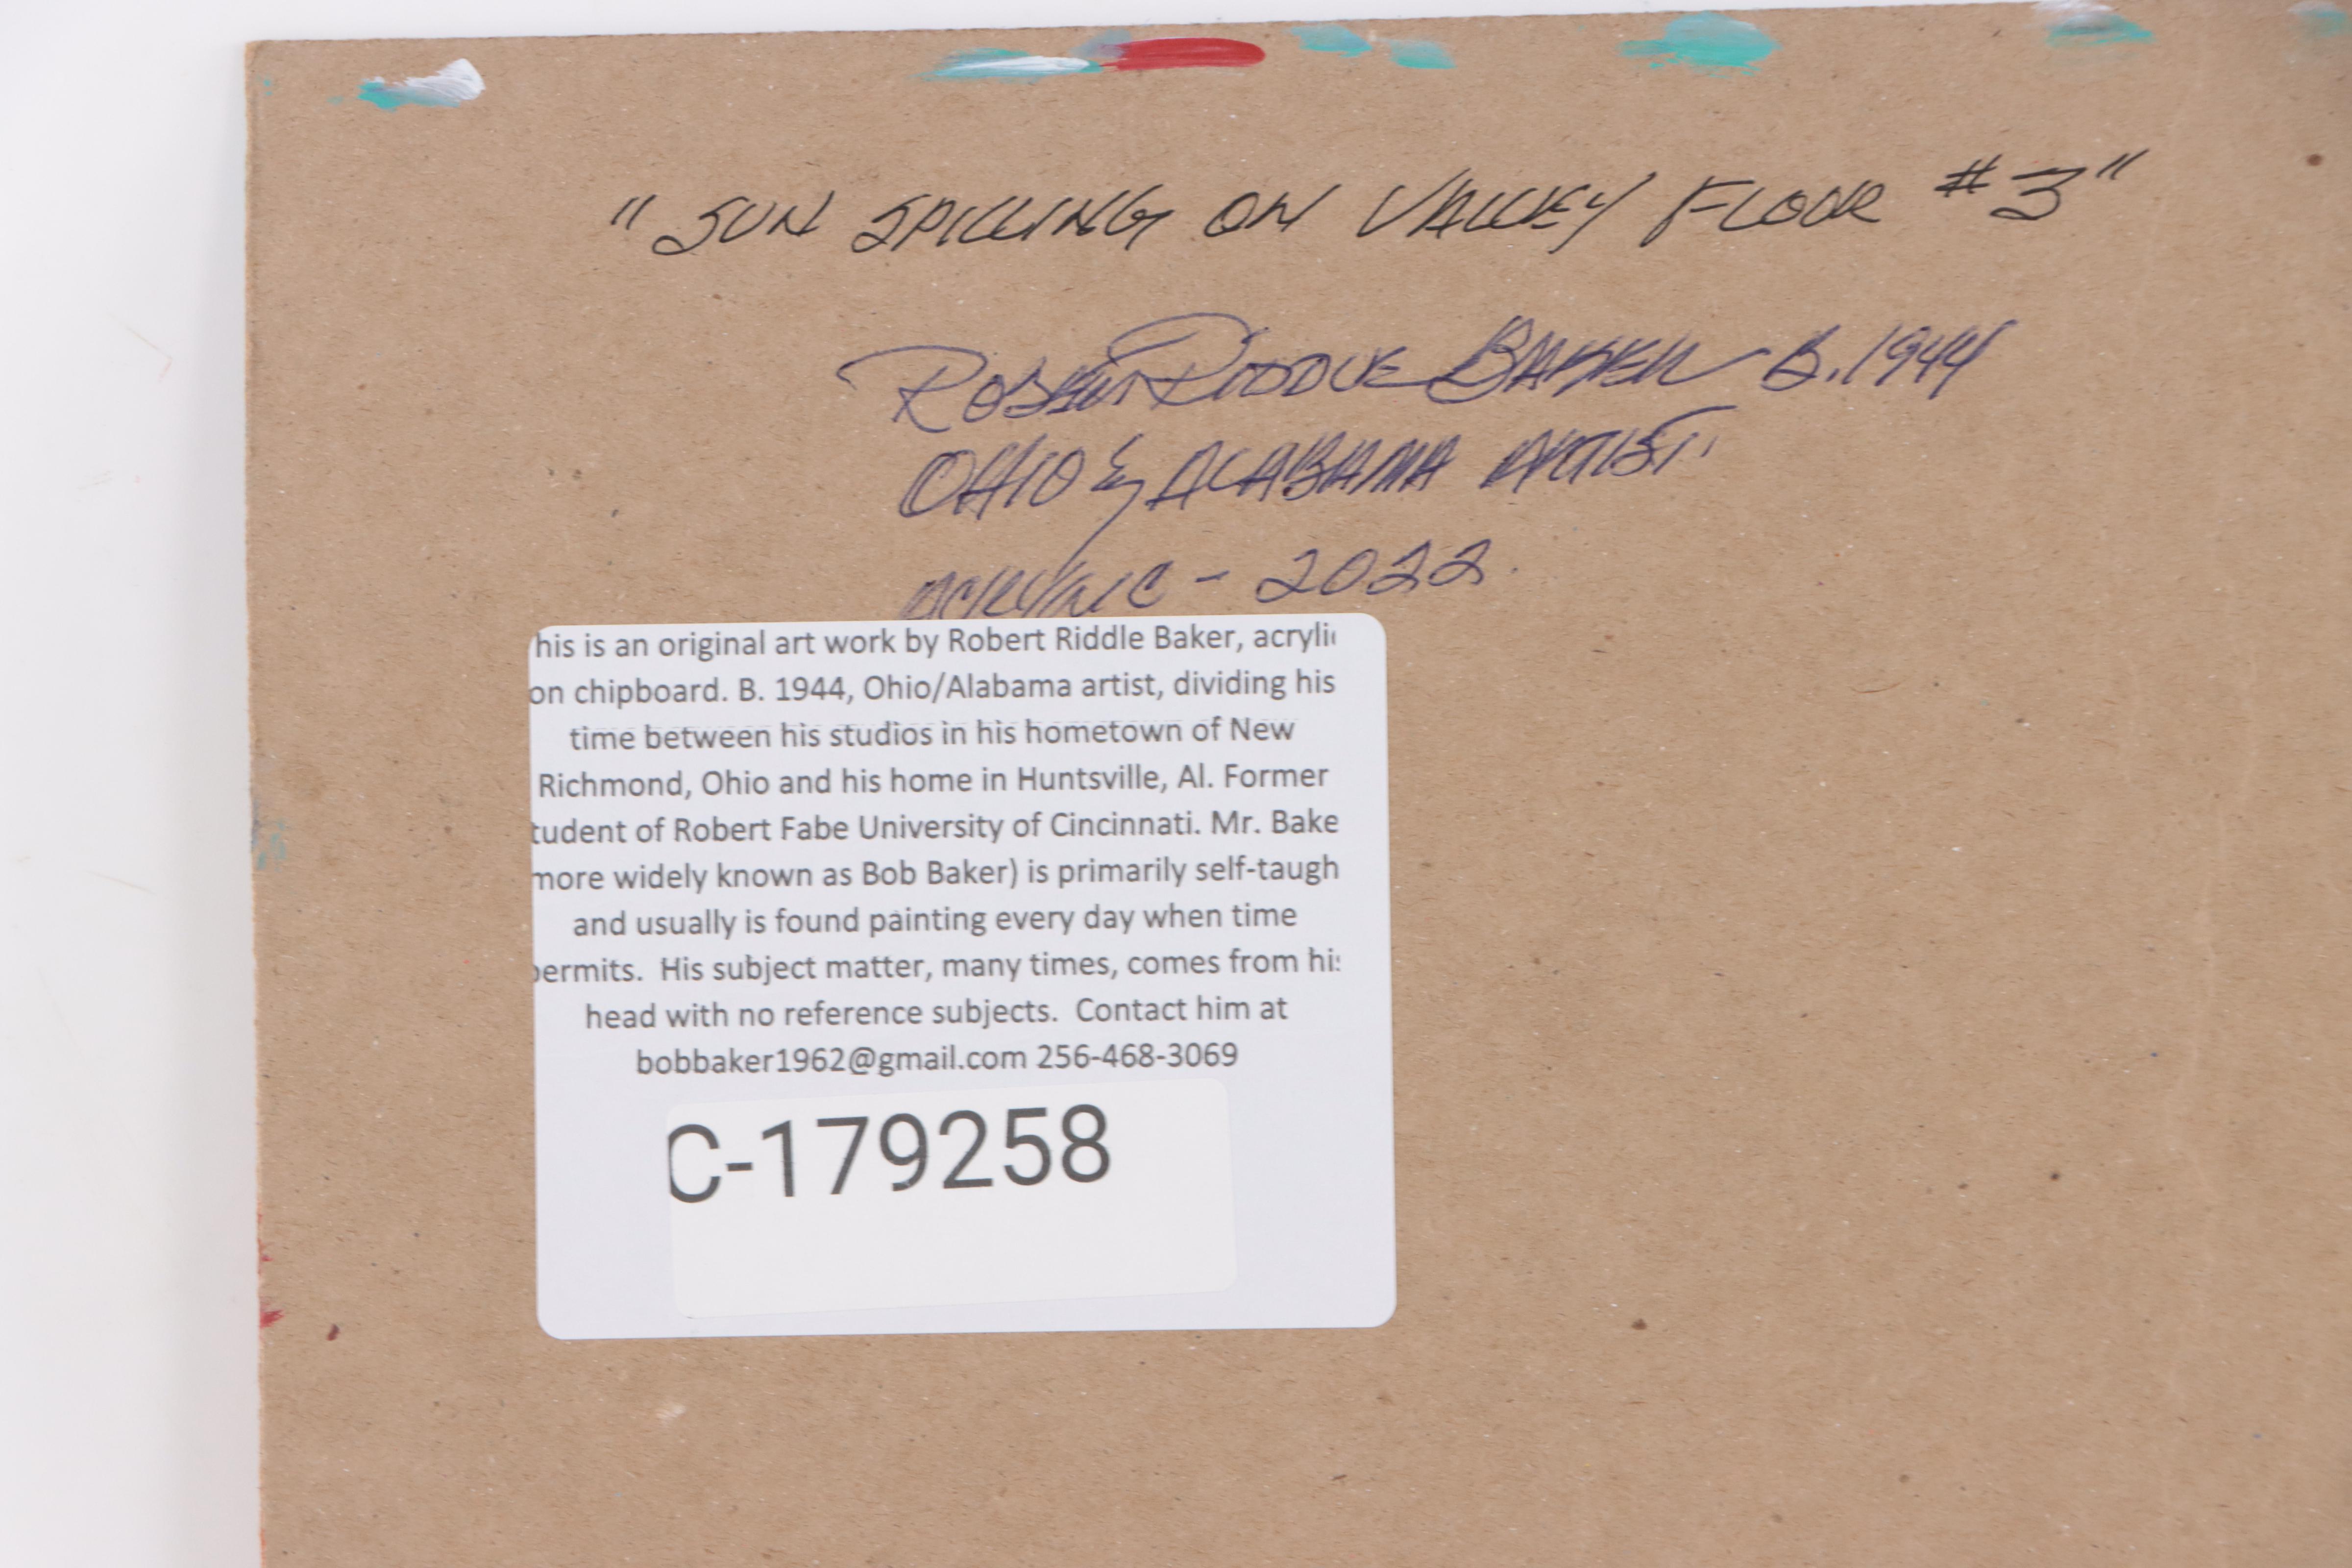 "SUN SPILLING ON VALLEY FLOOR #3"
ROBERT RIDDLE BAKER B.1944
OHIO & ALABAMA ARTIST
ACRYLIC - 2022.
his is an original art work by Robert Riddle Baker, acryli
on chipboard. B. 1944, Ohio/Alabama artist, dividing his
time between his studios in his hometown of New
Richmond, Ohio and his home in Huntsville, Al. Former
tudent of Robert Fabe University of Cincinnati. Mr. Bake
more widely known as Bob Baker) is primarily self-taugh
and usually is found painting every day when time
permits. His subject matter, many times, comes from his
head with no reference subjects. Contact him at
bobbaker1962@gmail.com 256-468-3069
C-179258